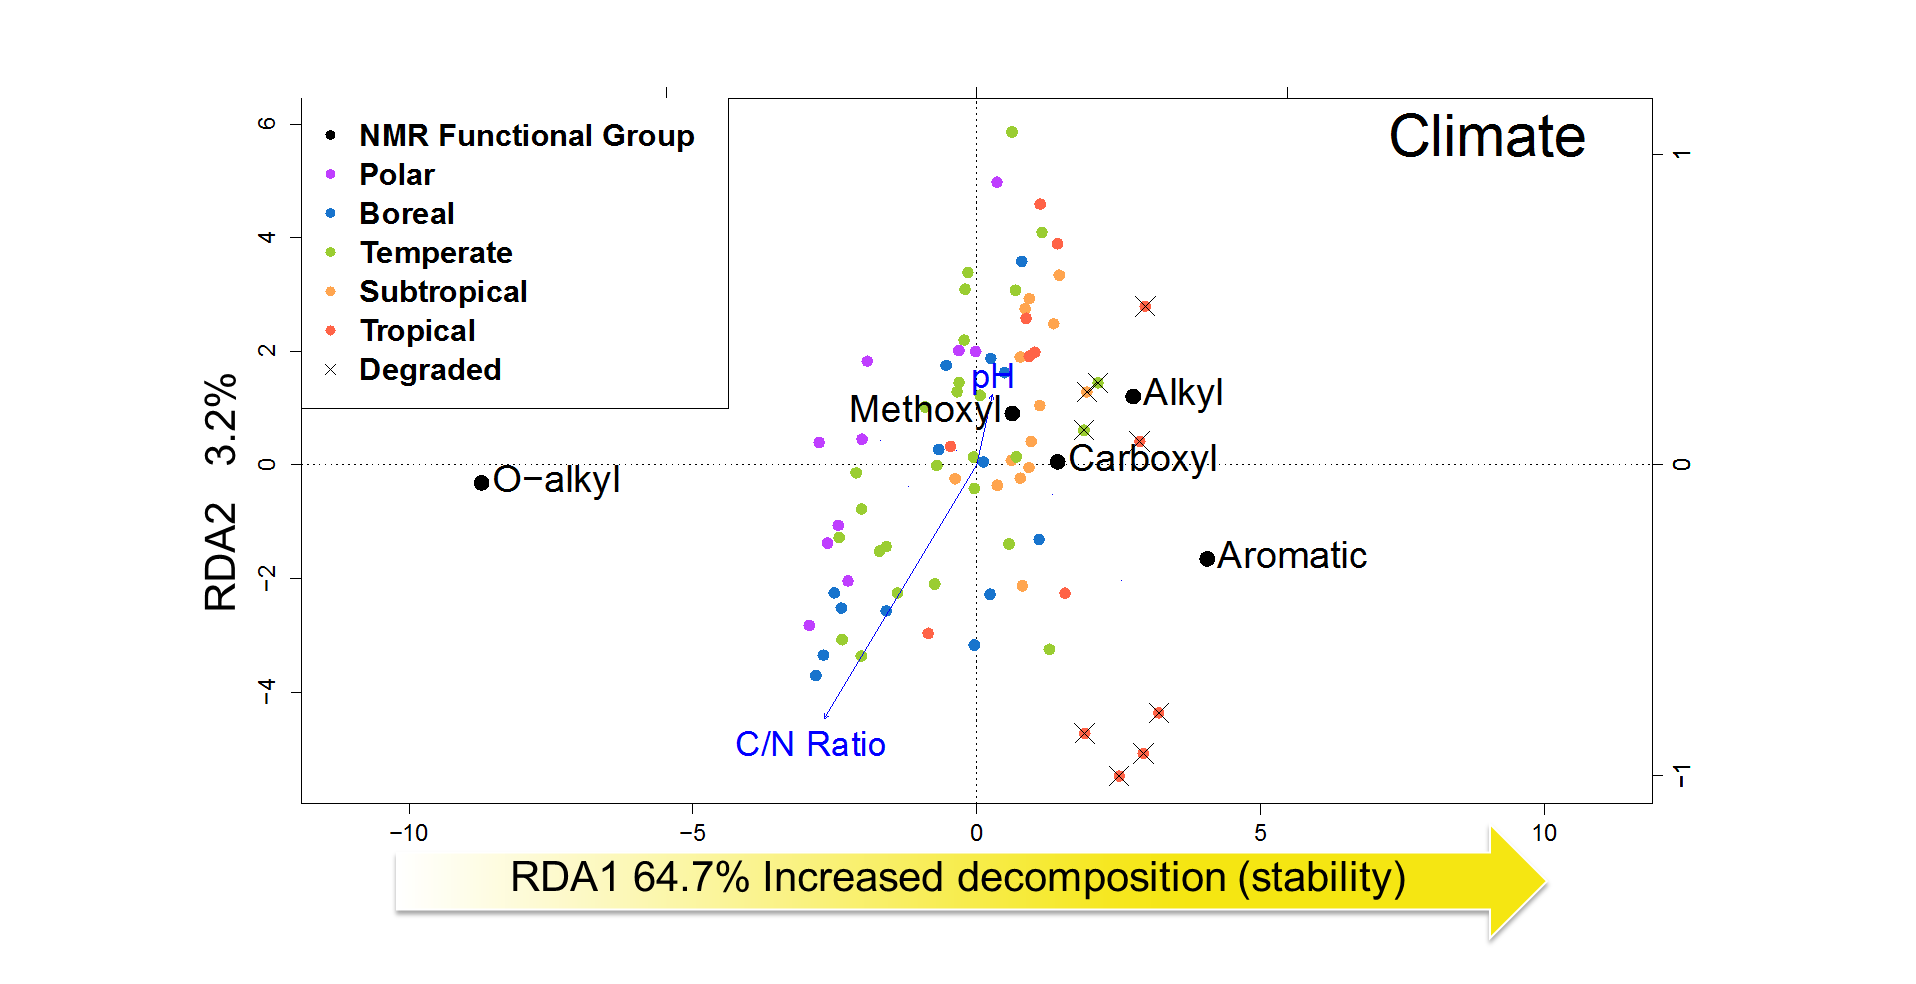 Climate
NMR Functional Group
Polar
Boreal
Temperate
Subtropical
Tropical
Degraded
6
4
2
0
−2
−4
RDA2 3.2%
1
0
−1
pH
Methoxyl
Alkyl
Carboxyl
O−alkyl
Aromatic
C/N Ratio
−10
−5
0
5
10
RDA1 64.7% Increased decomposition (stability)